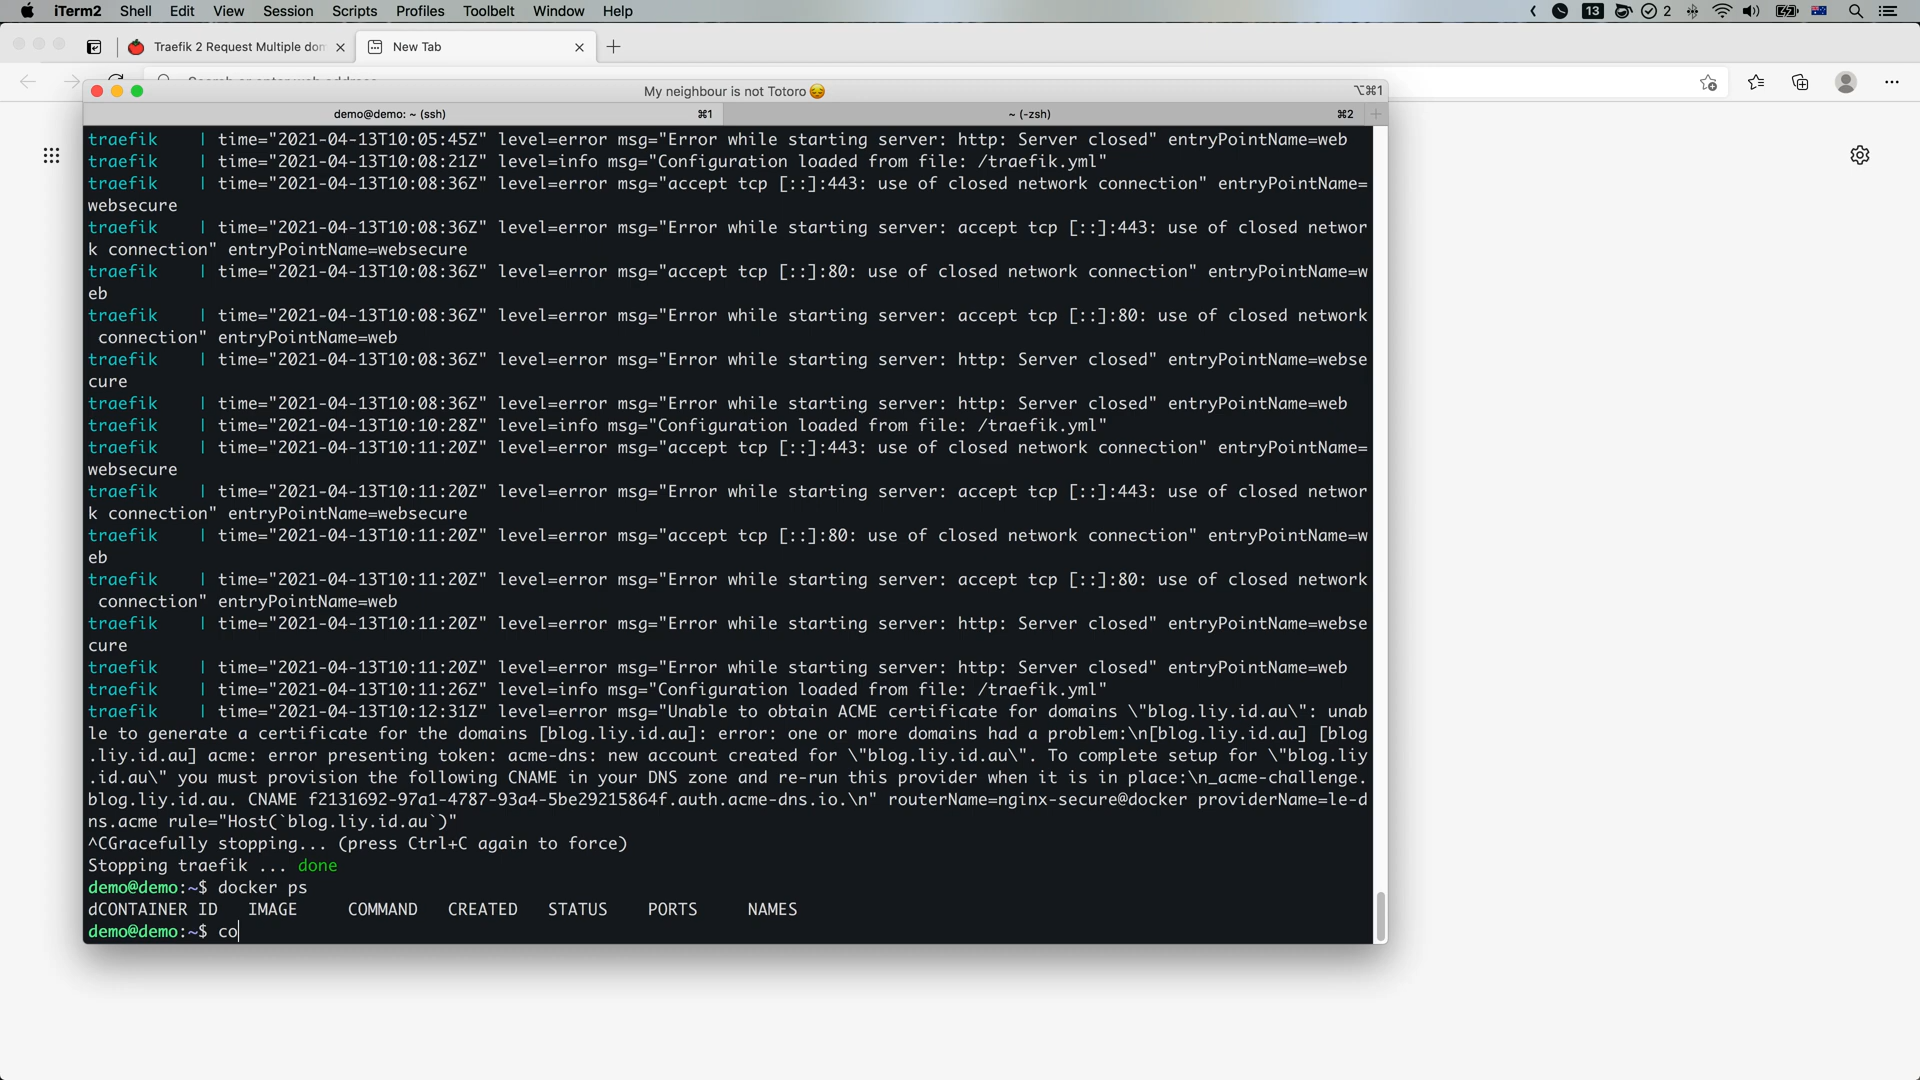 iTerm2 Shell Edit View Session Scripts Profiles Toolbelt Window Help 13 2
Traefik 2 Request Multiple dom New Tab
My neighbour is not Totoro 😔 ⌥⌘1
demo@demo: ~ (ssh) ⌘1 ~ (-zsh) ⌘2
traefik | time="2021-04-13T10:05:45Z" level=error msg="Error while starting server: http: Server closed" entryPointName=web
traefik | time="2021-04-13T10:08:21Z" level=info msg="Configuration loaded from file: /traefik.yml"
traefik | time="2021-04-13T10:08:36Z" level=error msg="accept tcp [::]:443: use of closed network connection" entryPointName=
websecure
traefik | time="2021-04-13T10:08:36Z" level=error msg="Error while starting server: accept tcp [::]:443: use of closed networ
k connection" entryPointName=websecure
traefik | time="2021-04-13T10:08:36Z" level=error msg="accept tcp [::]:80: use of closed network connection" entryPointName=w
eb
traefik | time="2021-04-13T10:08:36Z" level=error msg="Error while starting server: accept tcp [::]:80: use of closed network
connection" entryPointName=web
traefik | time="2021-04-13T10:08:36Z" level=error msg="Error while starting server: http: Server closed" entryPointName=webse
cure
traefik | time="2021-04-13T10:08:36Z" level=error msg="Error while starting server: http: Server closed" entryPointName=web
traefik | time="2021-04-13T10:10:28Z" level=info msg="Configuration loaded from file: /traefik.yml"
traefik | time="2021-04-13T10:11:20Z" level=error msg="accept tcp [::]:443: use of closed network connection" entryPointName=
websecure
traefik | time="2021-04-13T10:11:20Z" level=error msg="Error while starting server: accept tcp [::]:443: use of closed networ
k connection" entryPointName=websecure
traefik | time="2021-04-13T10:11:20Z" level=error msg="accept tcp [::]:80: use of closed network connection" entryPointName=w
eb
traefik | time="2021-04-13T10:11:20Z" level=error msg="Error while starting server: accept tcp [::]:80: use of closed network
connection" entryPointName=web
traefik | time="2021-04-13T10:11:20Z" level=error msg="Error while starting server: http: Server closed" entryPointName=webse
cure
traefik | time="2021-04-13T10:11:20Z" level=error msg="Error while starting server: http: Server closed" entryPointName=web
traefik | time="2021-04-13T10:11:26Z" level=info msg="Configuration loaded from file: /traefik.yml"
traefik | time="2021-04-13T10:12:31Z" level=error msg="Unable to obtain ACME certificate for domains \"blog.liy.id.au\": unab
le to generate a certificate for the domains [blog.liy.id.au]: error: one or more domains had a problem:\n[blog.liy.id.au] [blog
.liy.id.au] acme: error presenting token: acme-dns: new account created for \"blog.liy.id.au\". To complete setup for \"blog.liy
.id.au\" you must provision the following CNAME in your DNS zone and re-run this provider when it is in place:\n_acme-challenge.
blog.liy.id.au. CNAME f2131692-97a1-4787-93a4-5be29215864f.auth.acme-dns.io.\n" routerName=nginx-secure@docker providerName=le-d
ns.acme rule="Host(`blog.liy.id.au`)"
^CGracefully stopping... (press Ctrl+C again to force)
Stopping traefik ... done
demo@demo:~$ docker ps
dCONTAINER ID IMAGE COMMAND CREATED STATUS PORTS NAMES
demo@demo:~$ co